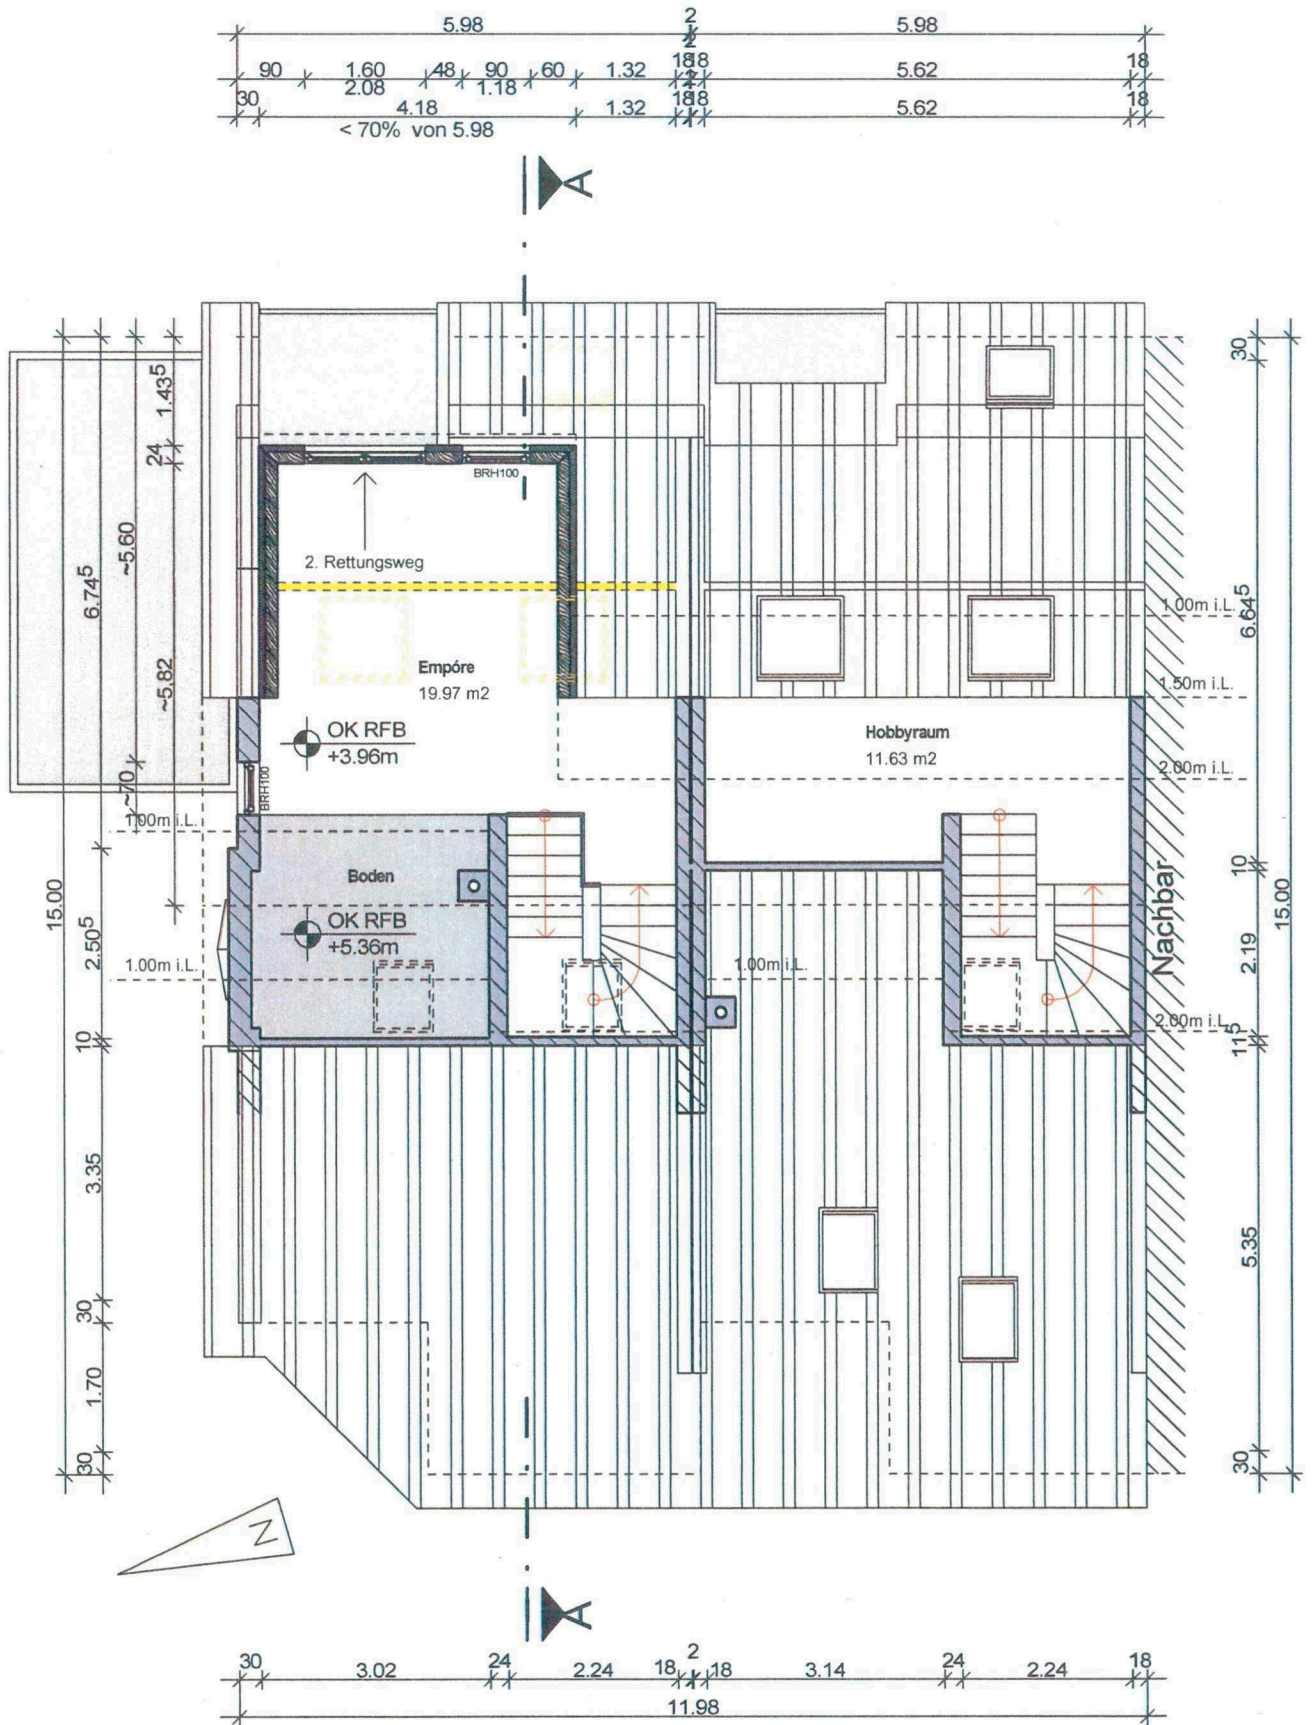 5.98 2 5.98
90 1.60 48 90 60 1.32 18 18 5.62 18
2.08 1.18
30 4.18 1.32 18 18 5.62 18
< 70% von 5.98
A
15.00
6.74⁵
~5.60
~70
1.43⁵
24
~5.82
2.50⁵
10
3.35
30
1.70
30
BRH100
2. Rettungsweg
Empóre
19.97 m2
OK RFB
+3.96m
BRH100
1.00m i.L.
Boden
OK RFB
+5.36m
1.00m i.L.
Hobbyraum
11.63 m2
1.00m i.L.
1.00m i.L.
1.50m i.L.
2.00m i.L.
2.00m i.L.
Nachbar
30
6.64⁵
10
2.19
11⁵
5.35
30
15.00
N
A
30 3.02 24 2.24 18 2 18 3.14 24 2.24 18
11.98